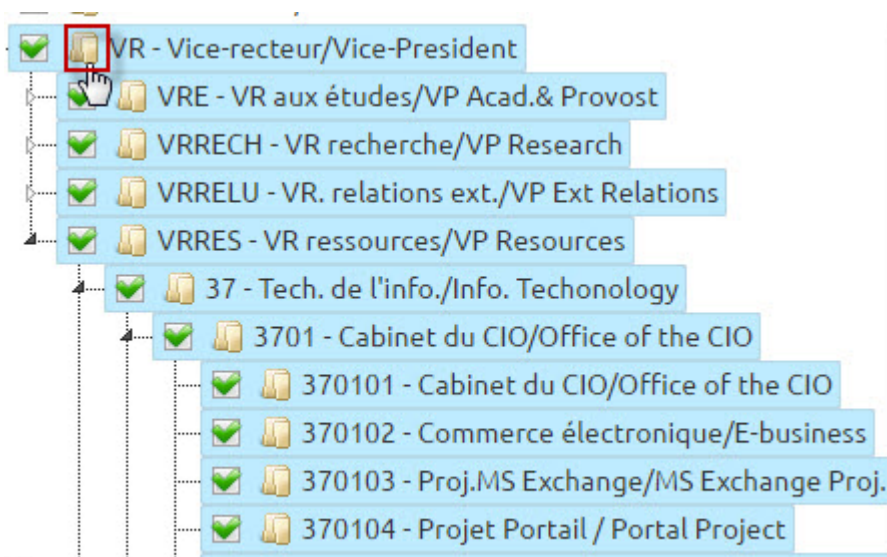 VR - Vice-recteur/Vice-President
VRE - VR aux études/VP Acad.& Provost
VRRECH - VR recherche/VP Research
VRRELU - VR. relations ext./VP Ext Relations
VRRES - VR ressources/VP Resources
37 - Tech. de l'info./Info. Techonology
3701 - Cabinet du CIO/Office of the CIO
370101 - Cabinet du CIO/Office of the CIO
370102 - Commerce électronique/E-business
370103 - Proj.MS Exchange/MS Exchange Proj.
370104 - Projet Portail / Portal Project